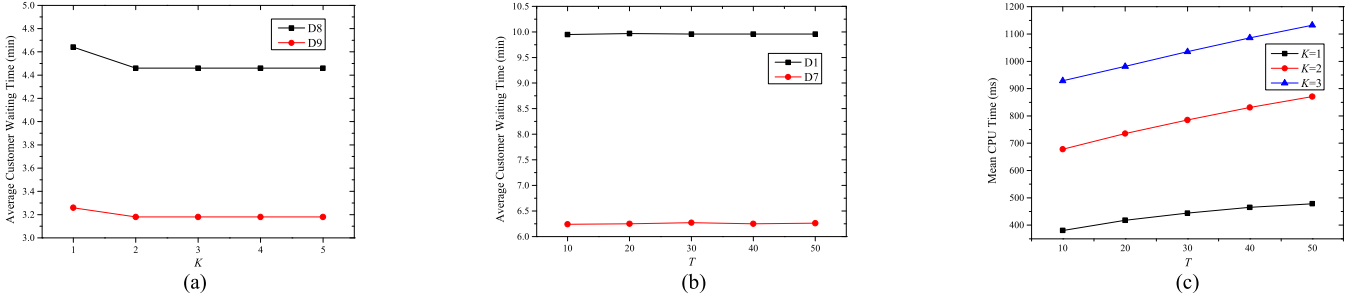 5.0
4.8
4.6
4.4
4.2
4.0
3.8
3.6
3.4
3.2
3.0
Average Customer Waiting Time (min)
D8
D9
1 2 3 4 5
K
(a)
10.5
10.0
9.5
9.0
8.5
8.0
7.5
7.0
6.5
6.0
Average Customer Waiting Time (min)
D1
D7
10 20 30 40 50
T
(b)
1200
1100
1000
900
800
700
600
500
400
Mean CPU Time (ms)
K=1
K=2
K=3
10 20 30 40 50
T
(c)